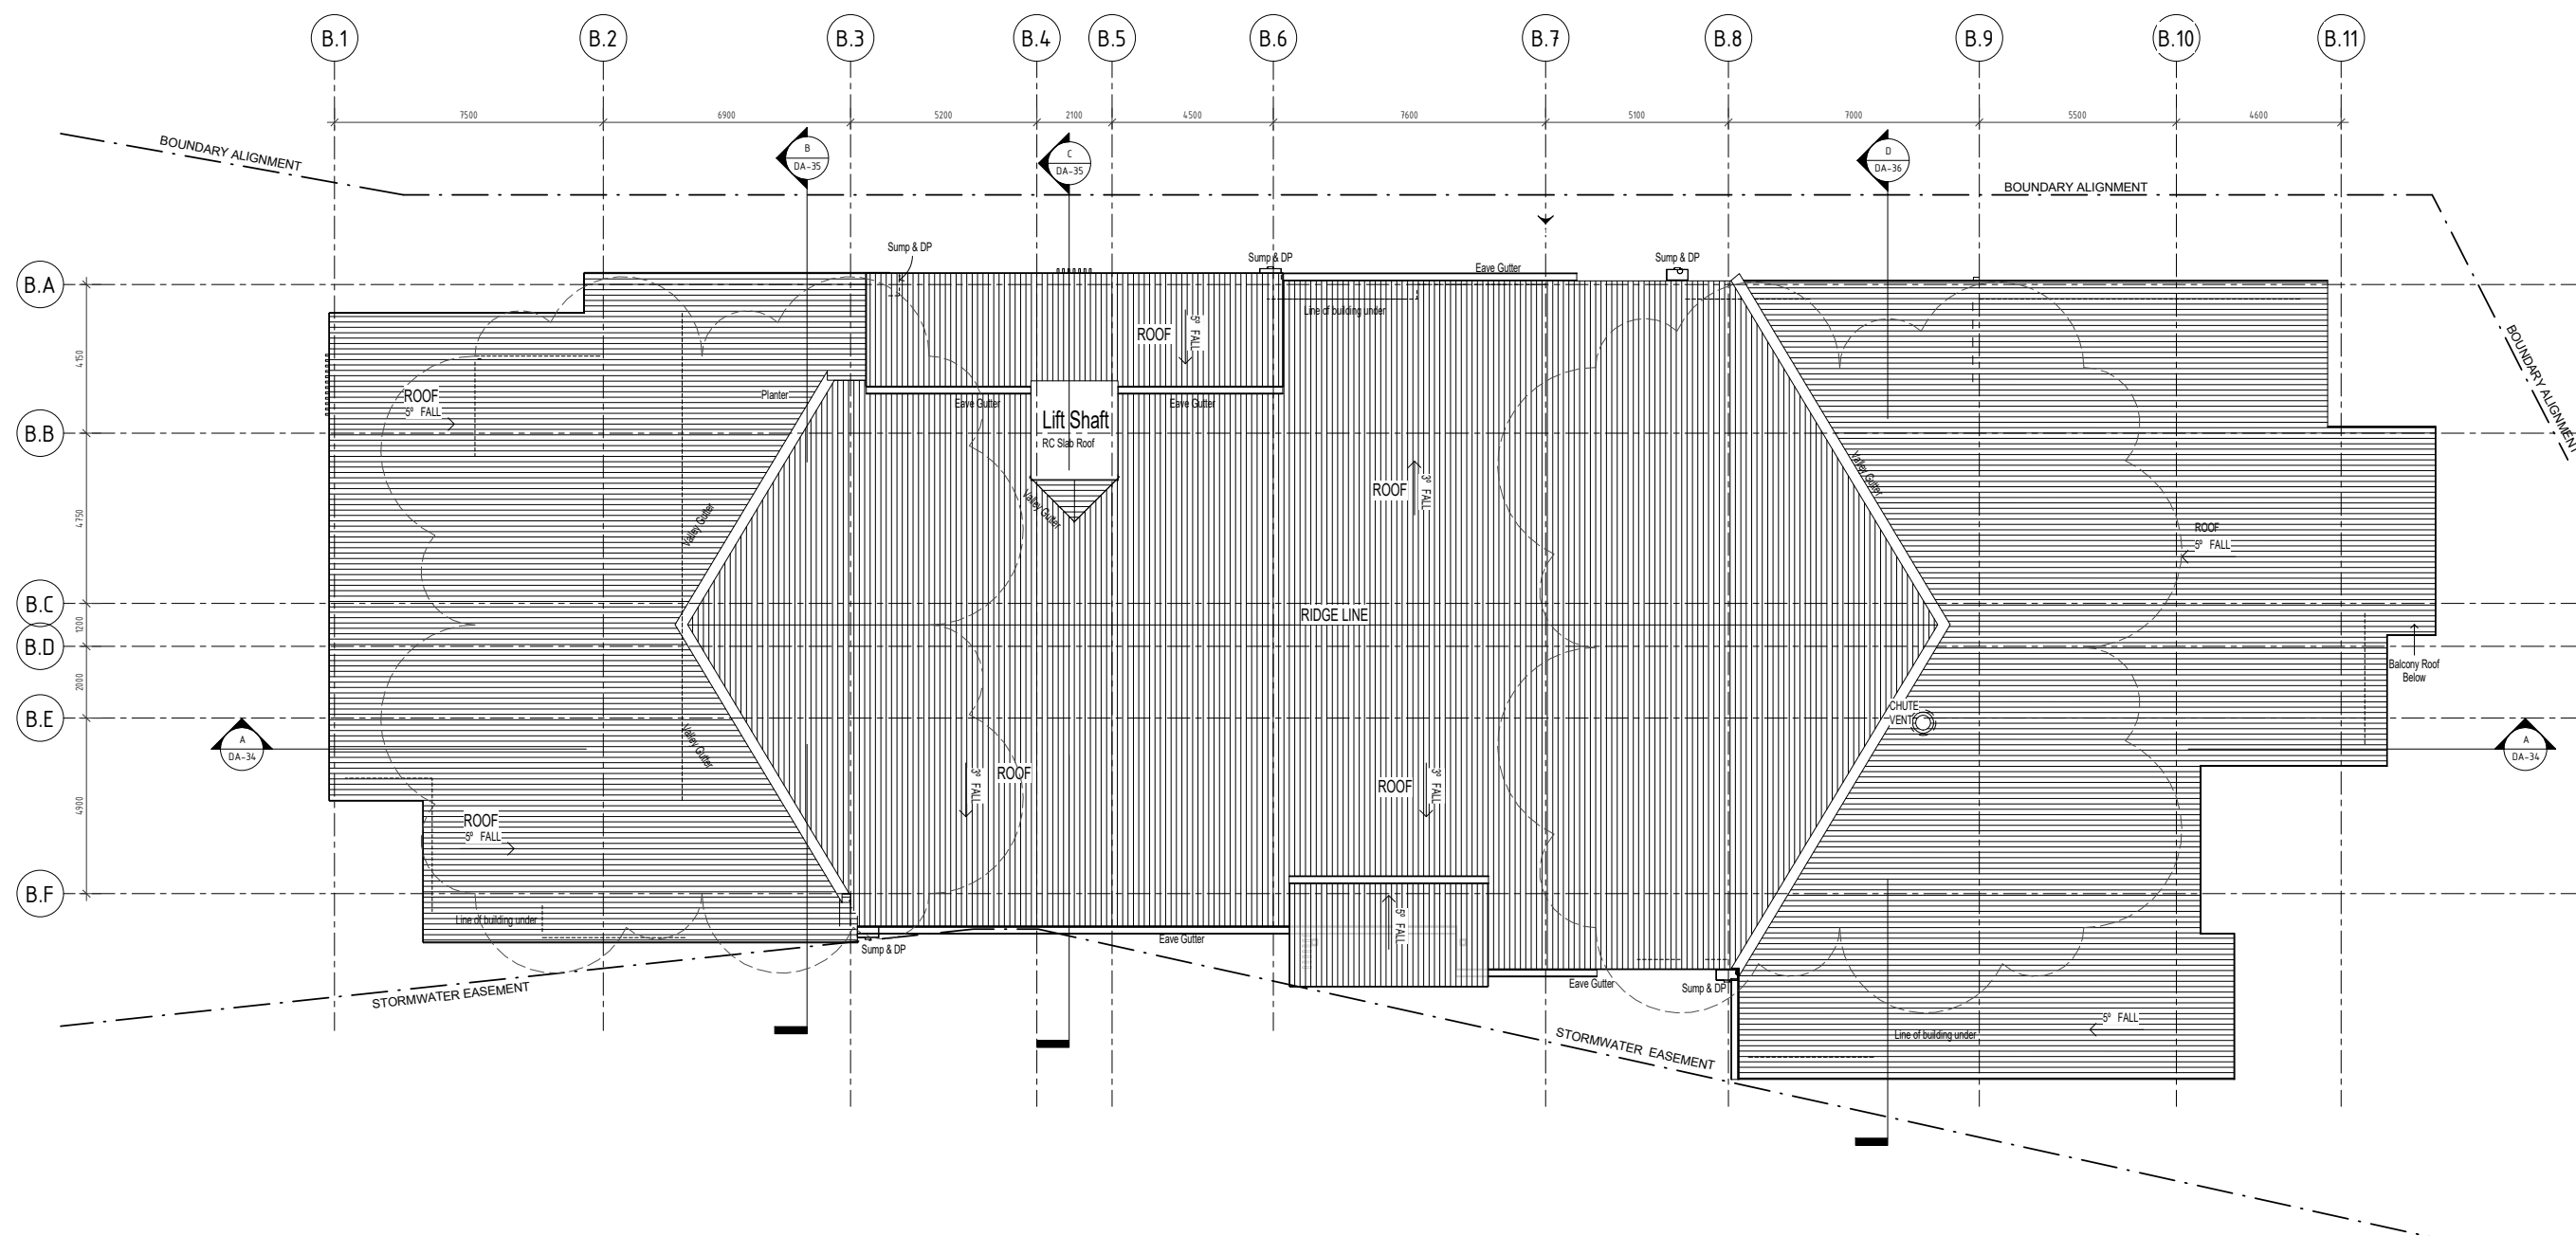 B.1 B.2 B.3 B.4 B.5 B.6 B.7 B.8 B.9 B.10 B.11
7500 6900 5200 2100 4500 7600 5100 7000 5500 4600
BOUNDARY ALIGNMENT
B
DA-35
C
DA-35
D
DA-36
BOUNDARY ALIGNMENT
BOUNDARY ALIGNMENT
Sump & DP
Sump & DP
Eave Gutter
Sump & DP
B.A
Line of building under
ROOF
5° FALL
4150
Planter
ROOF
5° FALL
Eave Gutter
Eave Gutter
Lift Shaft
RC Slab Roof
B.B
Valley Gutter
Valley Gutter
Valley Gutter
ROOF
3° FALL
ROOF
5° FALL
4750
B.C
1200
RIDGE LINE
B.D
Balcony Roof
Below
2000
CHUTE
VENT
B.E
Valley Gutter
A
DA-34
A
DA-34
ROOF
3° FALL
ROOF
3° FALL
4900
ROOF
5° FALL
B.F
Line of building under
5° FALL
Sump & DP
Eave Gutter
Eave Gutter
Sump & DP
STORMWATER EASEMENT
5° FALL
Line of building under
STORMWATER EASEMENT